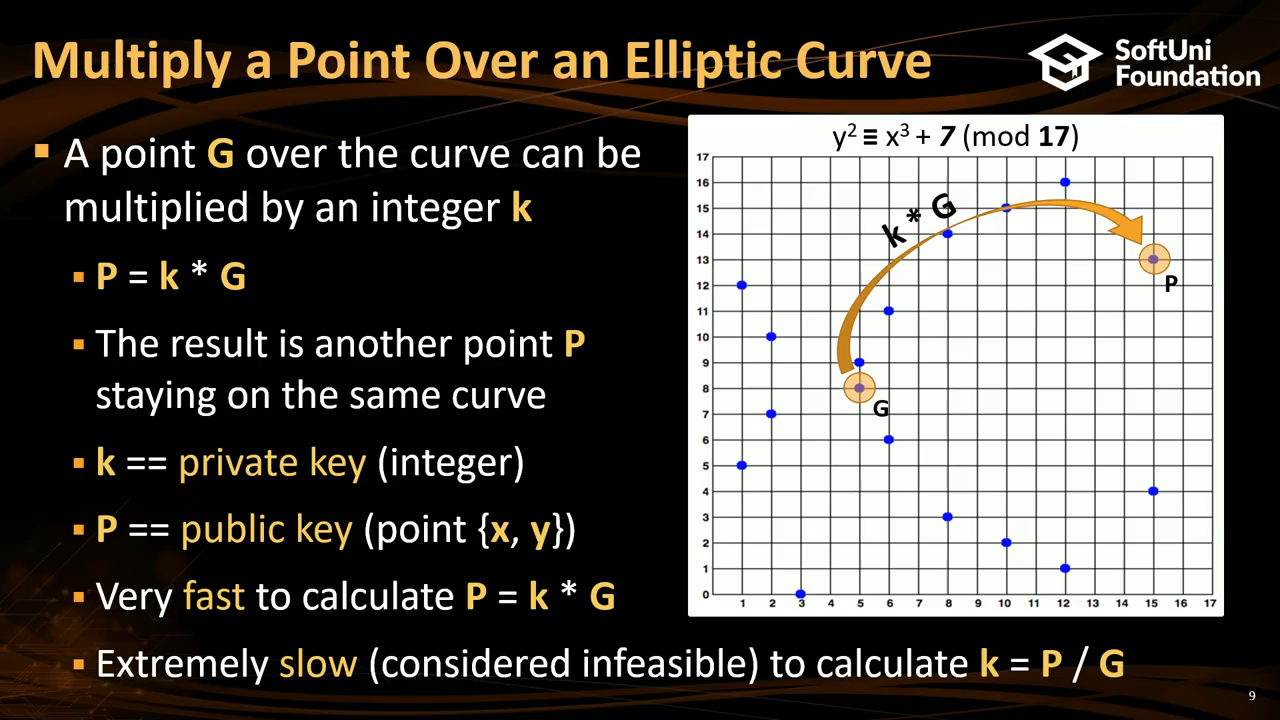 Multiply a Point Over an Elliptic Curve
SoftUni
Foundation
A point G over the curve can be
multiplied by an integer k
P = k * G
The result is another point P
staying on the same curve
k == private key (integer)
P == public key (point {x, y})
Very fast to calculate P = k * G
Extremely slow (considered infeasible) to calculate k = P / G
y² ≡ x³ + 7 (mod 17)
17
16
15
14
13
12
11
10
9
8
7
6
5
4
3
2
1
0
1 2 3 4 5 6 7 8 9 10 11 12 13 14 15 16 17
k * G
P
G
9